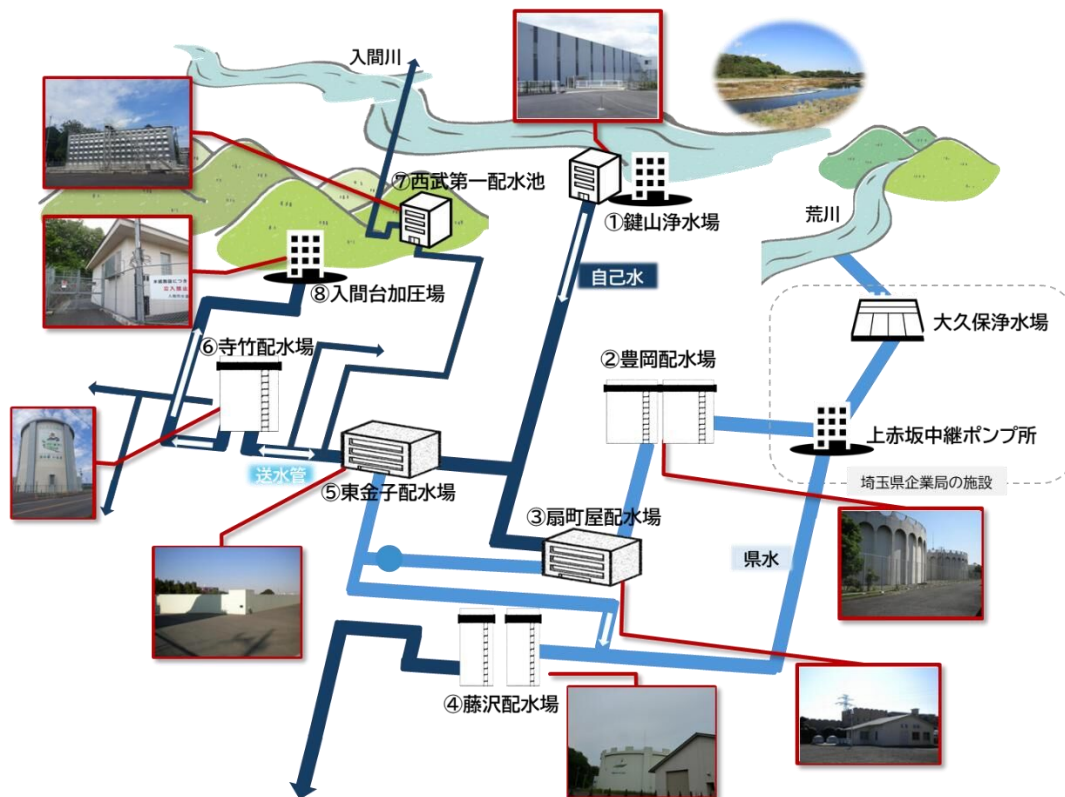 入間川
⑦西武第一配水池
①鍵山浄水場
荒川
自己水
⑧入間台加圧場
大久保浄水場
⑥寺竹配水場
②豊岡配水場
上赤坂中継ポンプ所
送水管
埼玉県企業局の施設
⑤東金子配水場
③扇町屋配水場
県水
④藤沢配水場